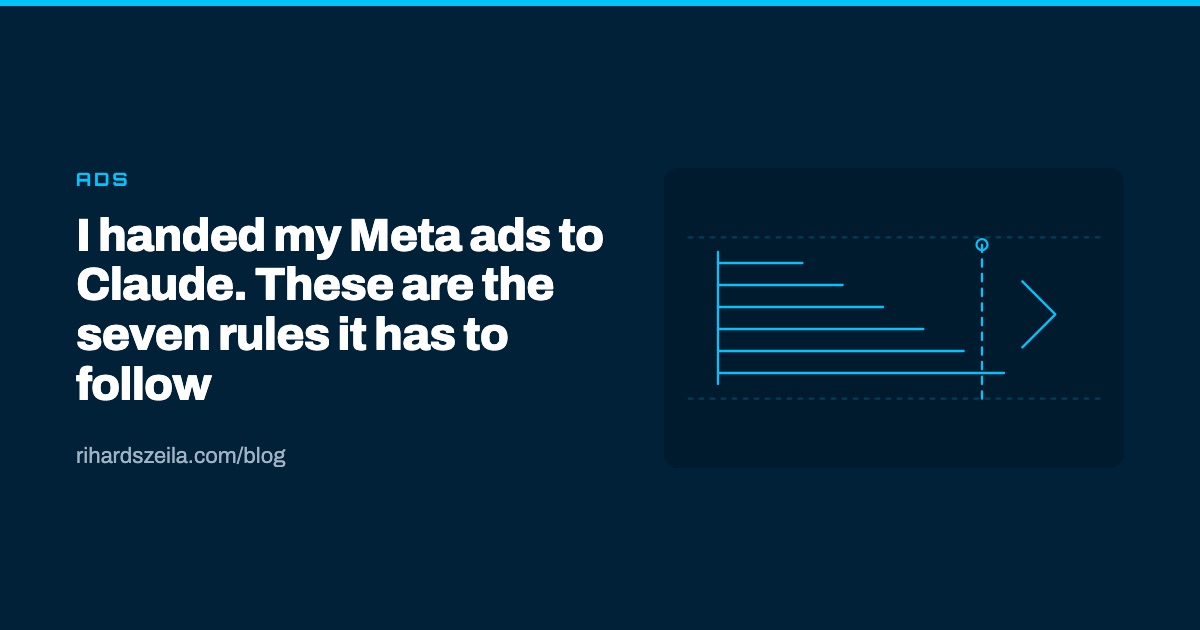 ADS
I handed my Meta ads to
Claude. These are the
seven rules it has to
follow
rihardszeila.com/blog